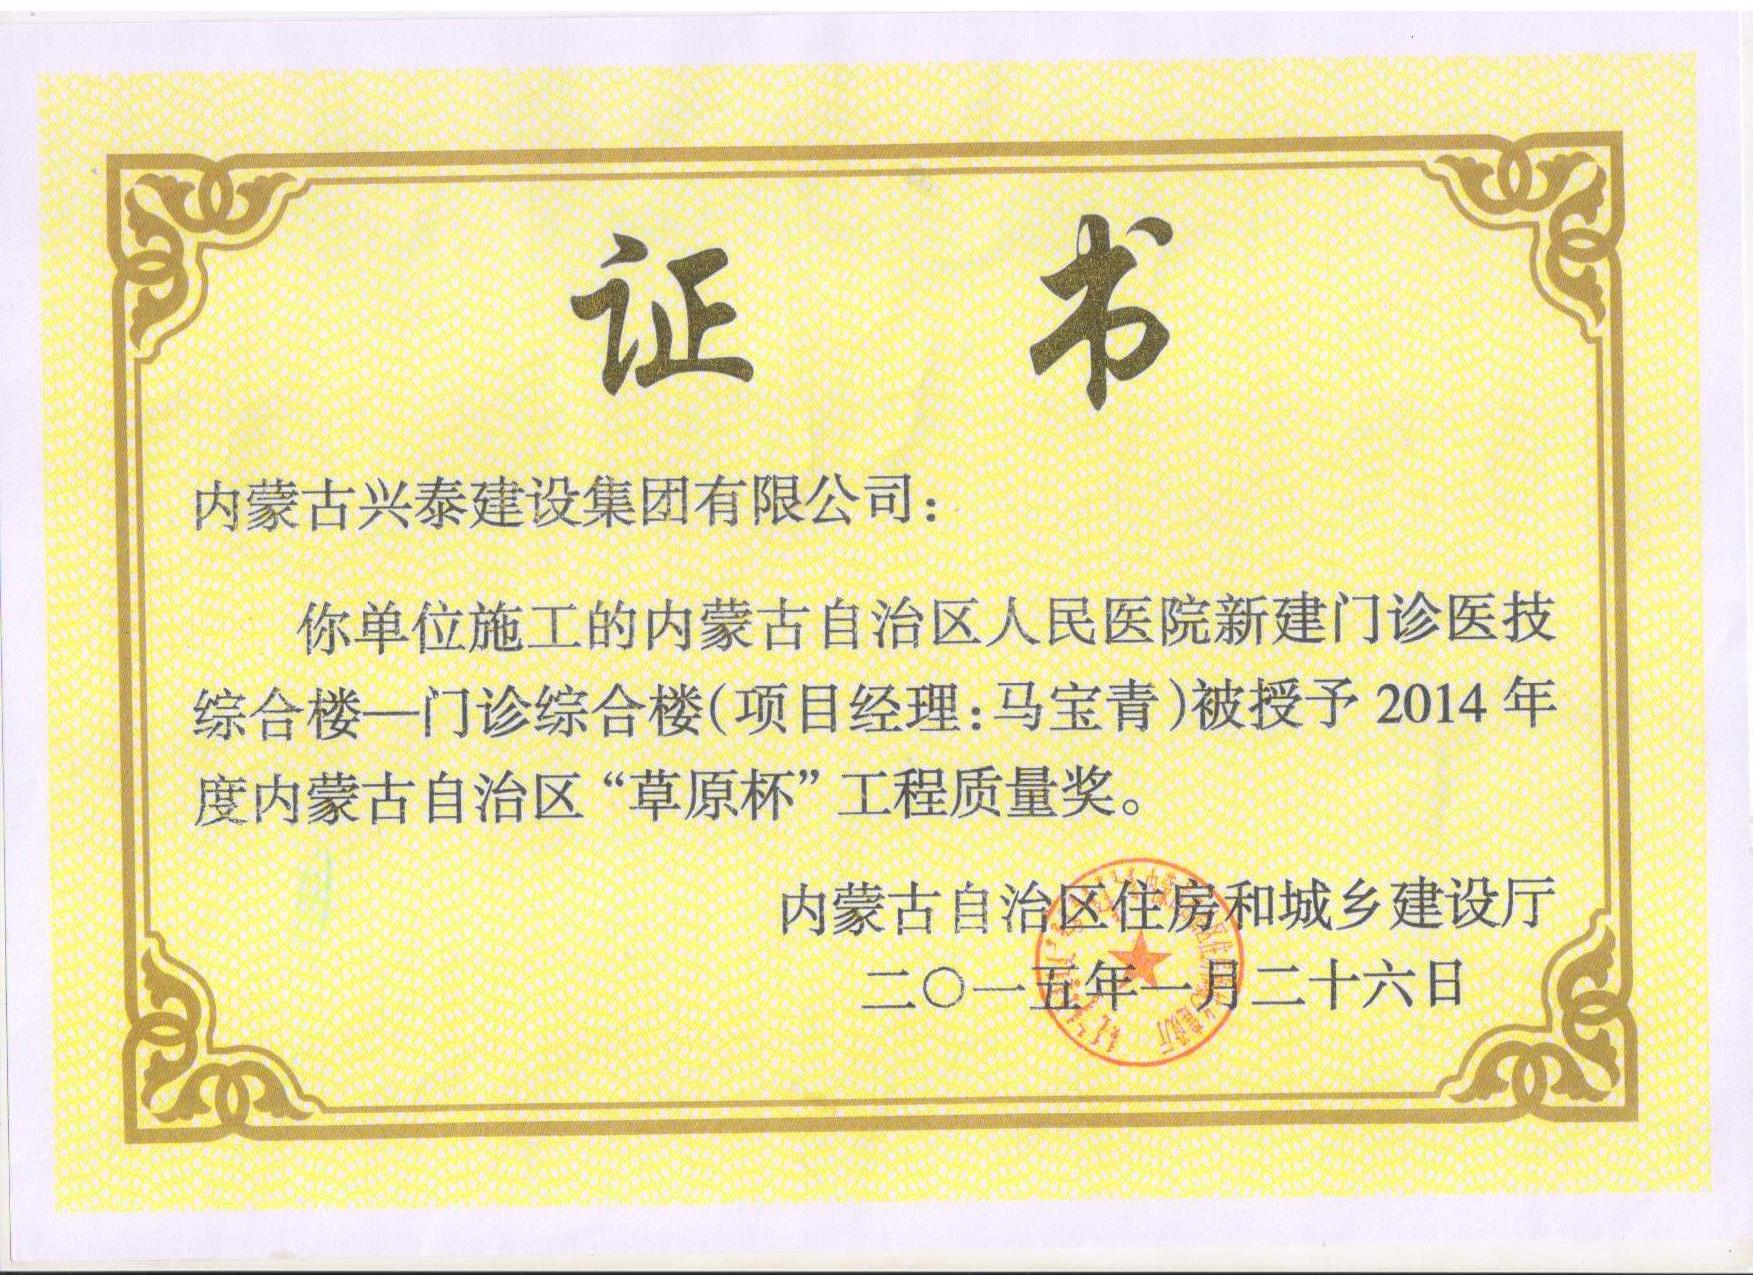 证 书
内蒙古兴泰建设集团有限公司：
你单位施工的内蒙古自治区人民医院新建门诊医技
综合楼—门诊综合楼(项目经理：马宝青)被授予 2014 年
度内蒙古自治区“草原杯”工程质量奖。
内蒙古自治区住房和城乡建设厅
二〇一五年一月二十六日